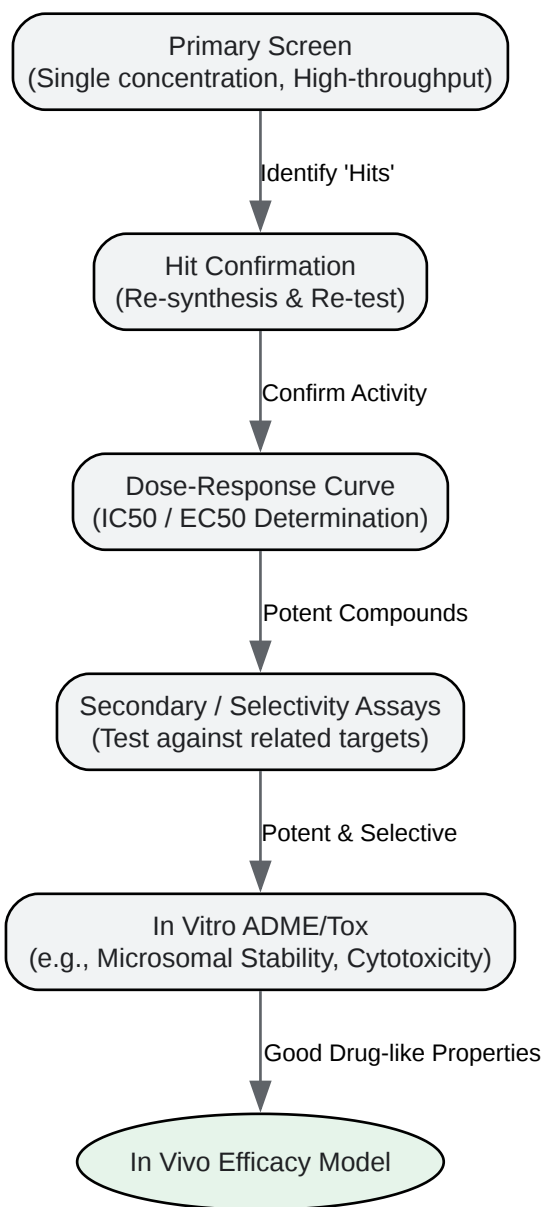 Primary Screen
(Single concentration, High-throughput)
Identify 'Hits'
Hit Confirmation
(Re-synthesis & Re-test)
Confirm Activity
Dose-Response Curve
(IC50 / EC50 Determination)
Potent Compounds
Secondary / Selectivity Assays
(Test against related targets)
Potent & Selective
In Vitro ADME/Tox
(e.g., Microsomal Stability, Cytotoxicity)
Good Drug-like Properties
In Vivo Efficacy Model